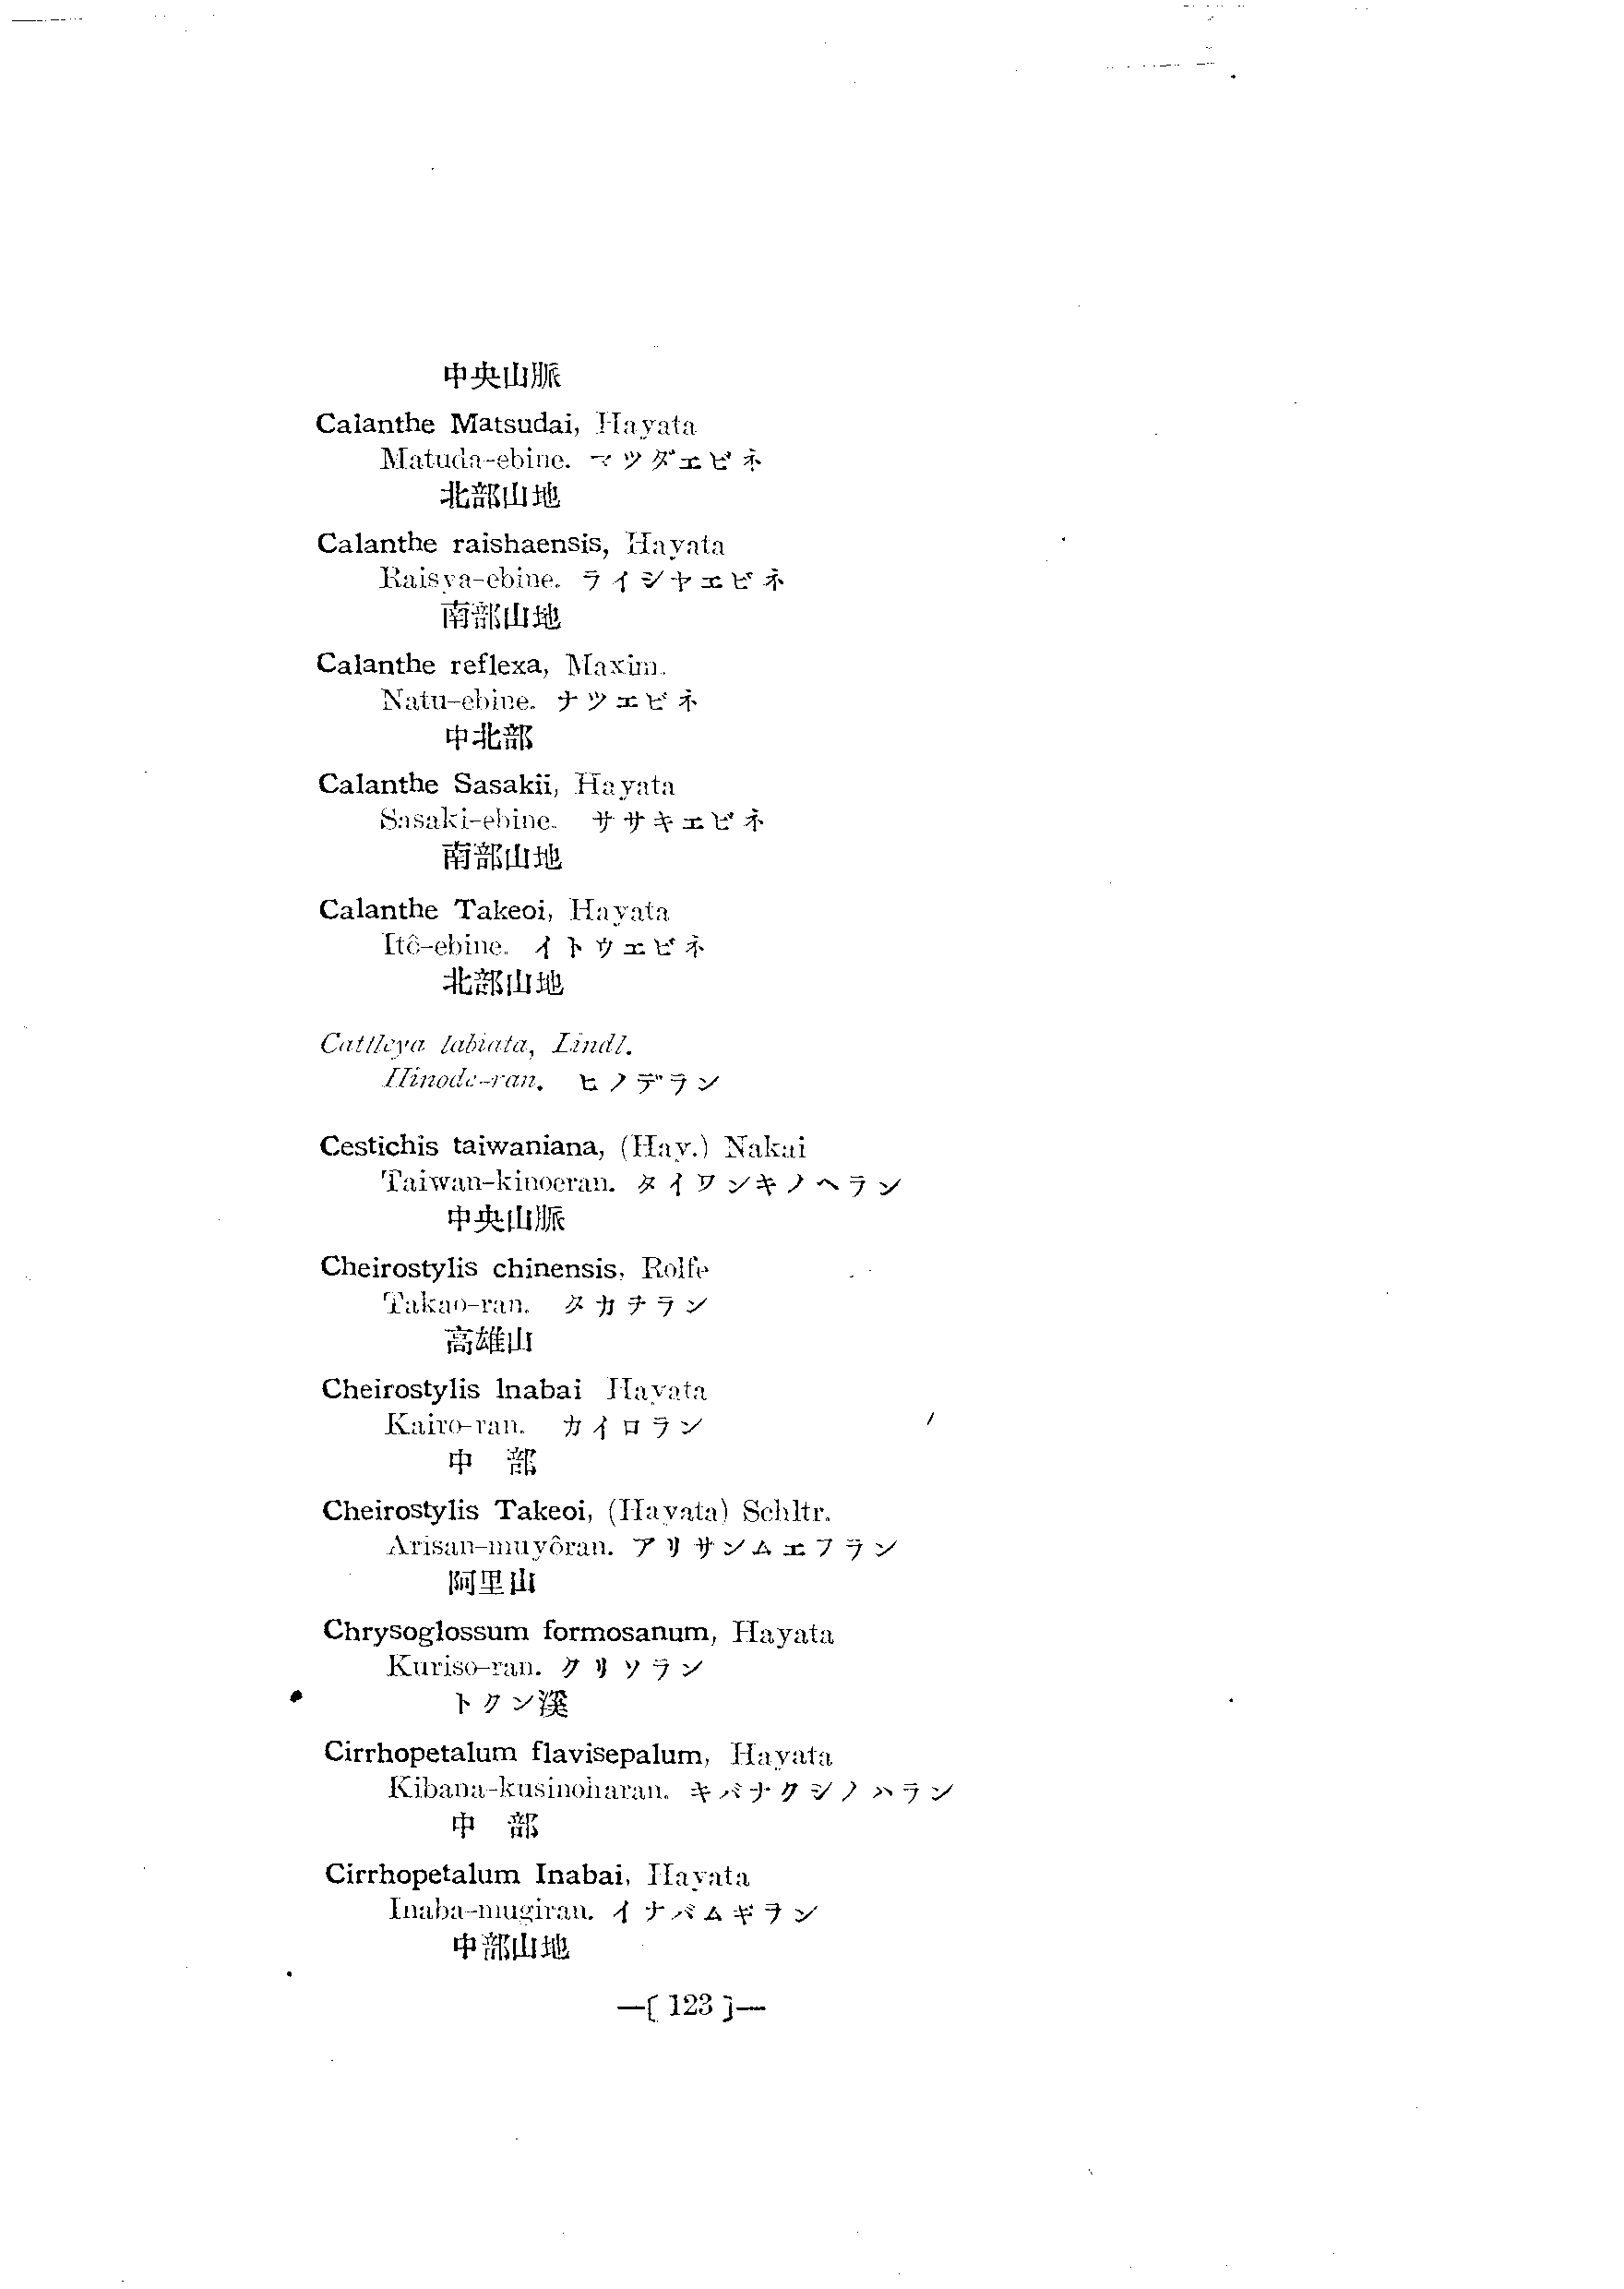 中央山脈
Calanthe Matsudai, Hayata
Matuda-ebine. マツダエビネ
北部山地
Calanthe raishaensis, Hayata
Raisya-ebine. ライシヤエビネ
南部山地
Calanthe reflexa, Maxim.
Natu-ebine. ナツエビネ
中北部
Calanthe Sasakii, Hayata
Sasaki-ebine. ササキエビネ
南部山地
Calanthe Takeoi, Hayata
Itô-ebine. イトウエビネ
北部山地
Cattleya labiata, Lindl.
Hinode-ran. ヒノデラン
Cestichis taiwaniana, (Hay.) Nakai
Taiwan-kinoeran. タイワンキノヘラン
中央山脈
Cheirostylis chinensis, Rolfe
Takao-ran. タカヲラン
高雄山
Cheirostylis Inabai Hayata
Kairo-ran. カイロラン
中 部
Cheirostylis Takeoi, (Hayata) Schltr.
Arisan-muyôran. アリサンムエフラン
阿里山
Chrysoglossum formosanum, Hayata
Kuriso-ran. クリソラン
トクン溪
Cirrhopetalum flavisepalum, Hayata
Kibana-kusinoharan. キバナクシノハラン
中 部
Cirrhopetalum Inabai, Hayata
Inaba-mugiran. イナバムギラン
中部山地
—[ 123 ]—